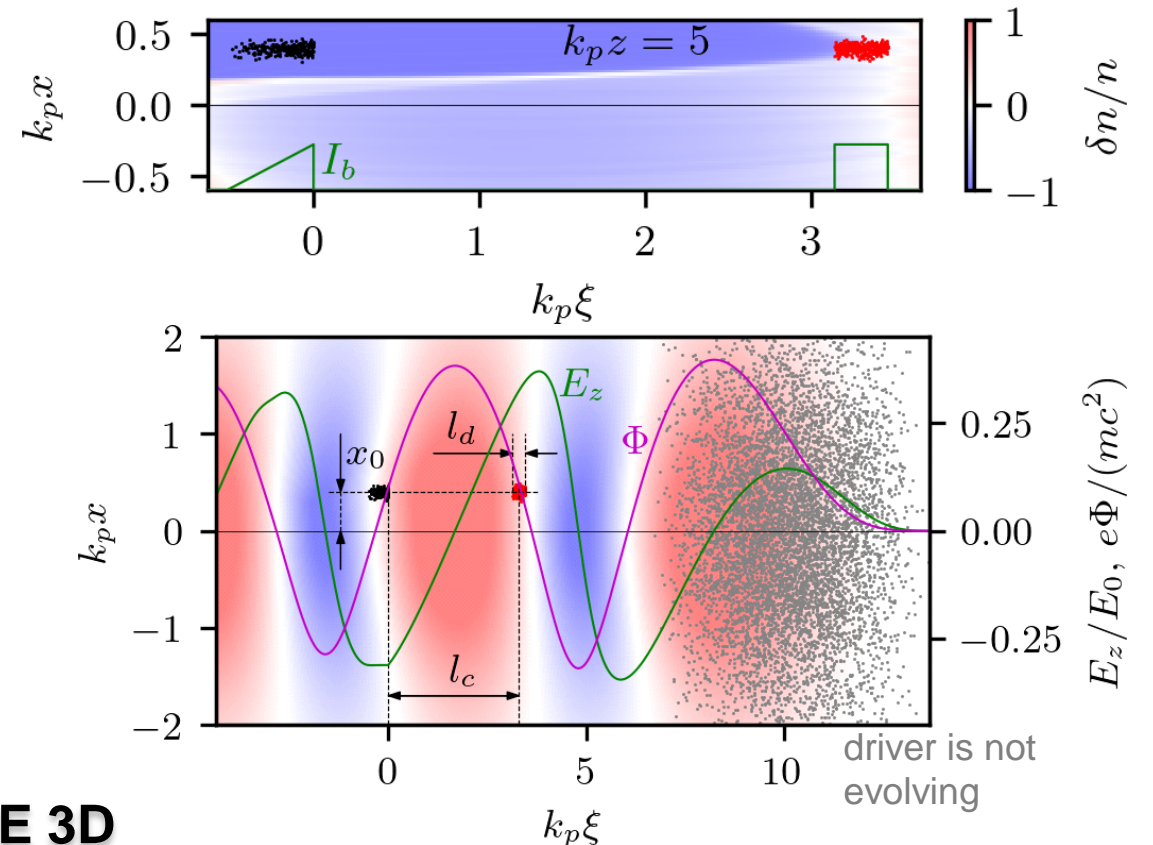 0.5
0.0
−0.5
k_p x
k_p z = 5
I_b
0 1 2 3
k_p ξ
1
0
−1
δn/n
2
1
0
−1
−2
k_p x
x_0
l_d
E_z
Φ
l_c
0.25
0.00
−0.25
E_z/E_0, eΦ/(mc²)
0 5 10
k_p ξ
driver is not
evolving
E 3D